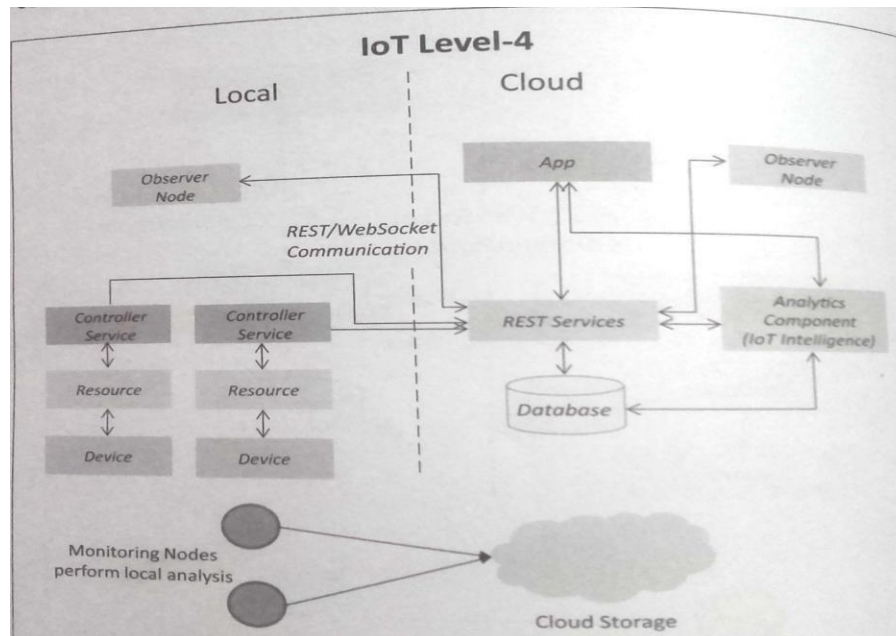 IoT Level-4
Local
Cloud
Observer
Node
App
Observer
Node
REST/WebSocket
Communication
Controller
Service
Controller
Service
REST Services
Analytics
Component
(IoT Intelligence)
Resource
Resource
Database
Device
Device
Monitoring Nodes
perform local analysis
Cloud Storage